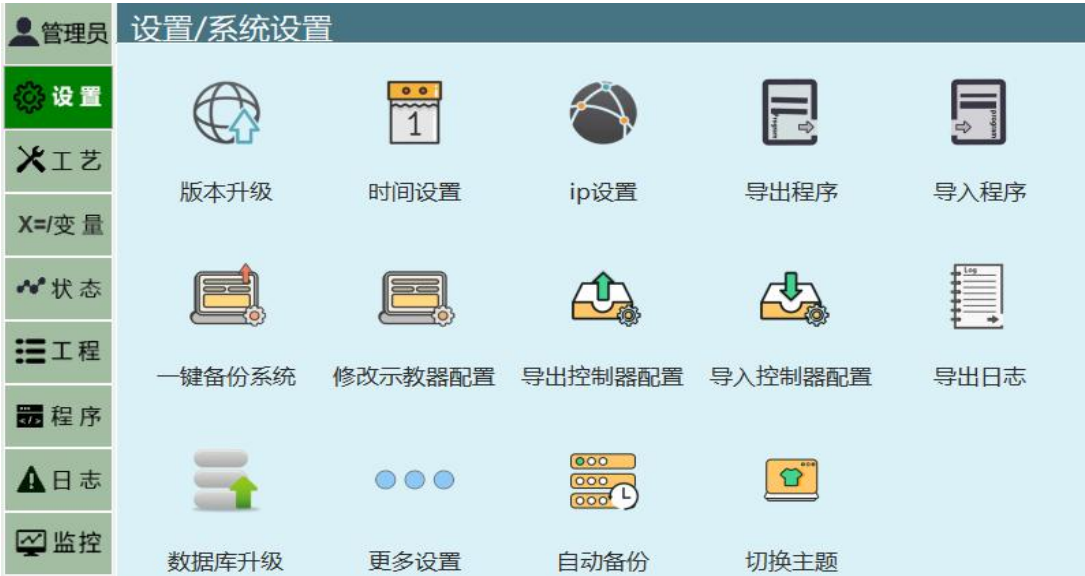 管理员
设置/系统设置
设置
工艺
X=/变量
状态
工程
程序
日志
监控
1
版本升级
时间设置
ip设置
导出程序
导入程序
Log
一键备份系统
修改示教器配置
导出控制器配置
导入控制器配置
导出日志
数据库升级
更多设置
自动备份
切换主题